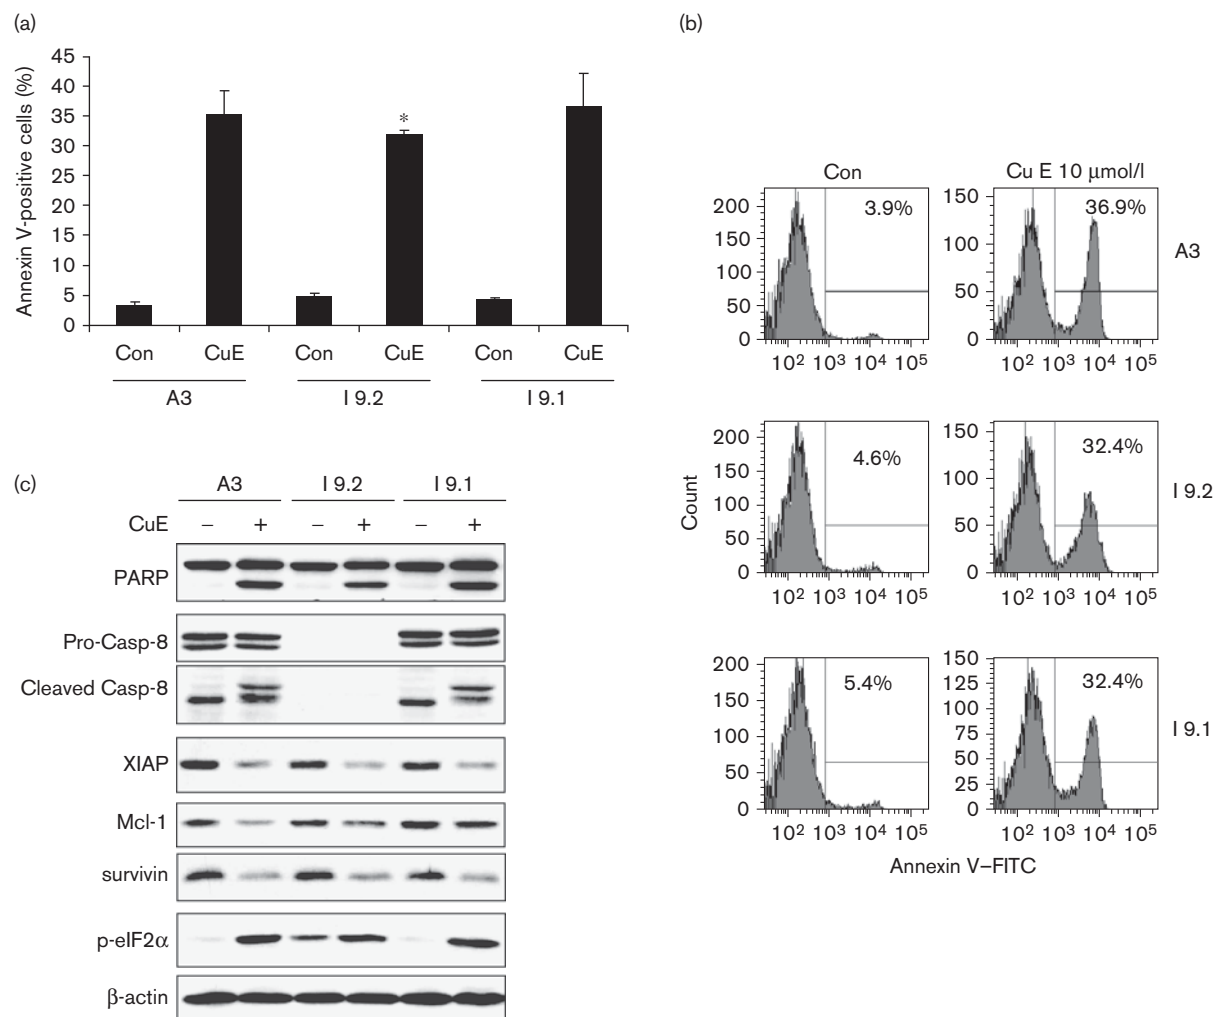 (a)
Annexin V-positive cells (%)
45
40
35
30
25
20
15
10
5
0
*
Con CuE Con CuE Con CuE
A3 I 9.2 I 9.1
(b)
Con Cu E 10 μmol/l
200
150
100
50
0
3.9%
10² 10³ 10⁴ 10⁵
150
100
50
0
36.9%
10² 10³ 10⁴ 10⁵
A3
Count
200
150
100
50
0
4.6%
10² 10³ 10⁴ 10⁵
150
100
50
0
32.4%
10² 10³ 10⁴ 10⁵
I 9.2
200
150
100
50
0
5.4%
10² 10³ 10⁴ 10⁵
150
125
100
75
50
25
0
32.4%
10² 10³ 10⁴ 10⁵
I 9.1
Annexin V–FITC
(c)
A3 I 9.2 I 9.1
CuE – + – + – +
PARP
Pro-Casp-8
Cleaved Casp-8
XIAP
Mcl-1
survivin
p-eIF2α
β-actin